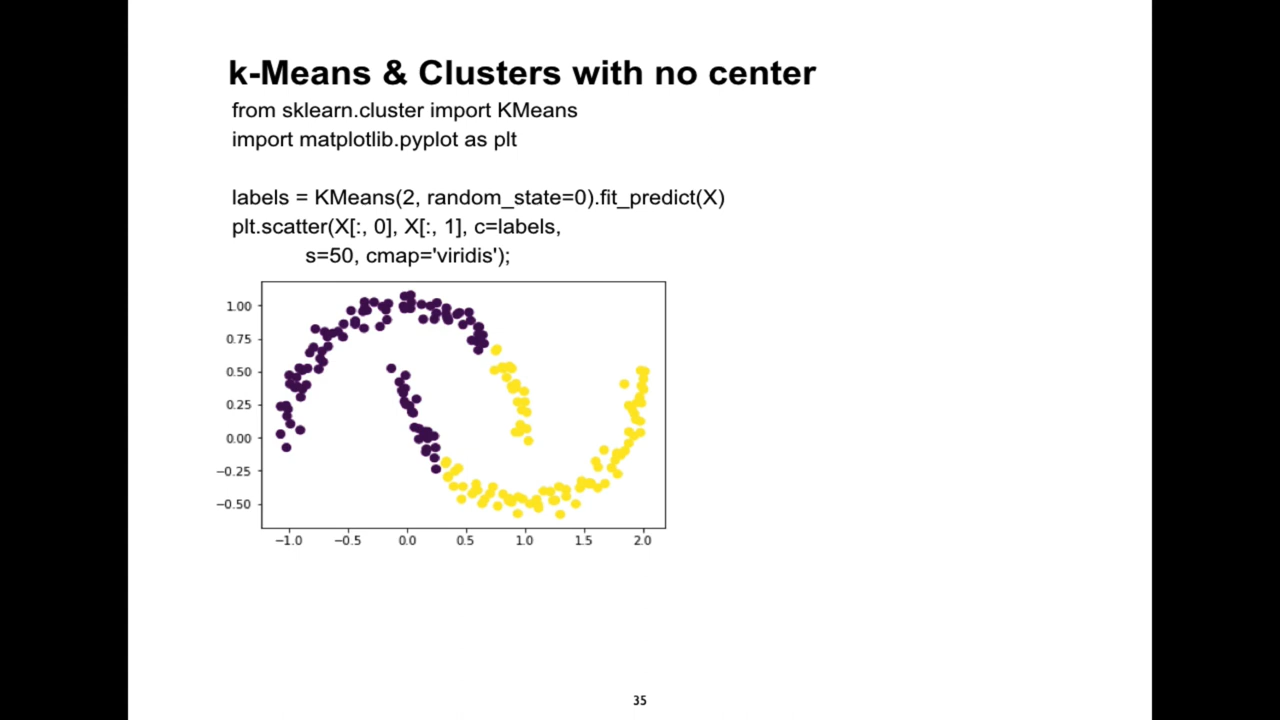 k-Means & Clusters with no center
from sklearn.cluster import KMeans
import matplotlib.pyplot as plt
labels = KMeans(2, random_state=0).fit_predict(X)
plt.scatter(X[:, 0], X[:, 1], c=labels,
s=50, cmap='viridis');
1.00
0.75
0.50
0.25
0.00
−0.25
−0.50
−1.0 −0.5 0.0 0.5 1.0 1.5 2.0
35